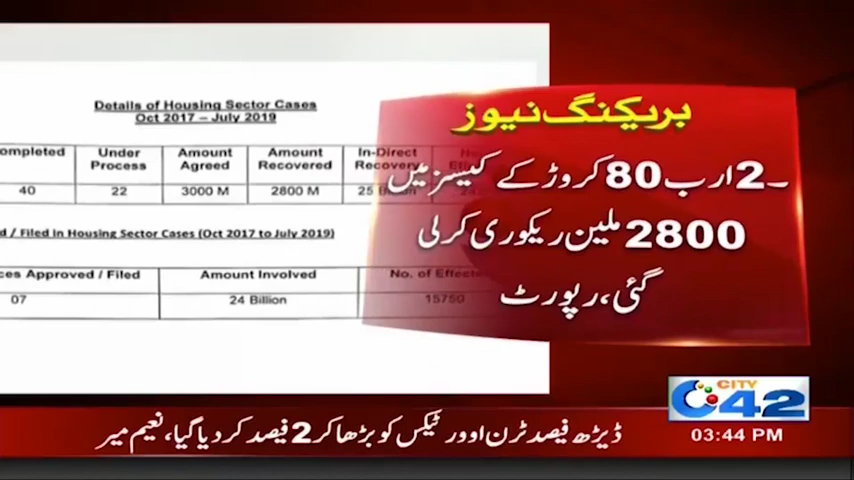 Details of Housing Sector Cases
Oct 2017 – July 2019
ompleted Under Process Amount Agreed Amount Recovered In-Direct Recovery
40 22 3000 M 2800 M 25
d / Filed in Housing Sector Cases (Oct 2017 to July 2019)
ces Approved / Filed Amount Involved No. of Effecte
07 24 Billion 15750
بریکنگ نیوز
۔2 ارب 80 کروڑ کے کیسز میں
2800 ملین ریکوری کر لی
گئی، رپورٹ
CITY
42
03:44 PM
ڈیڑھ فیصد ٹرن اوور ٹیکس کو بڑھا کر 2 فیصد کر دیا گیا، نعیم میر